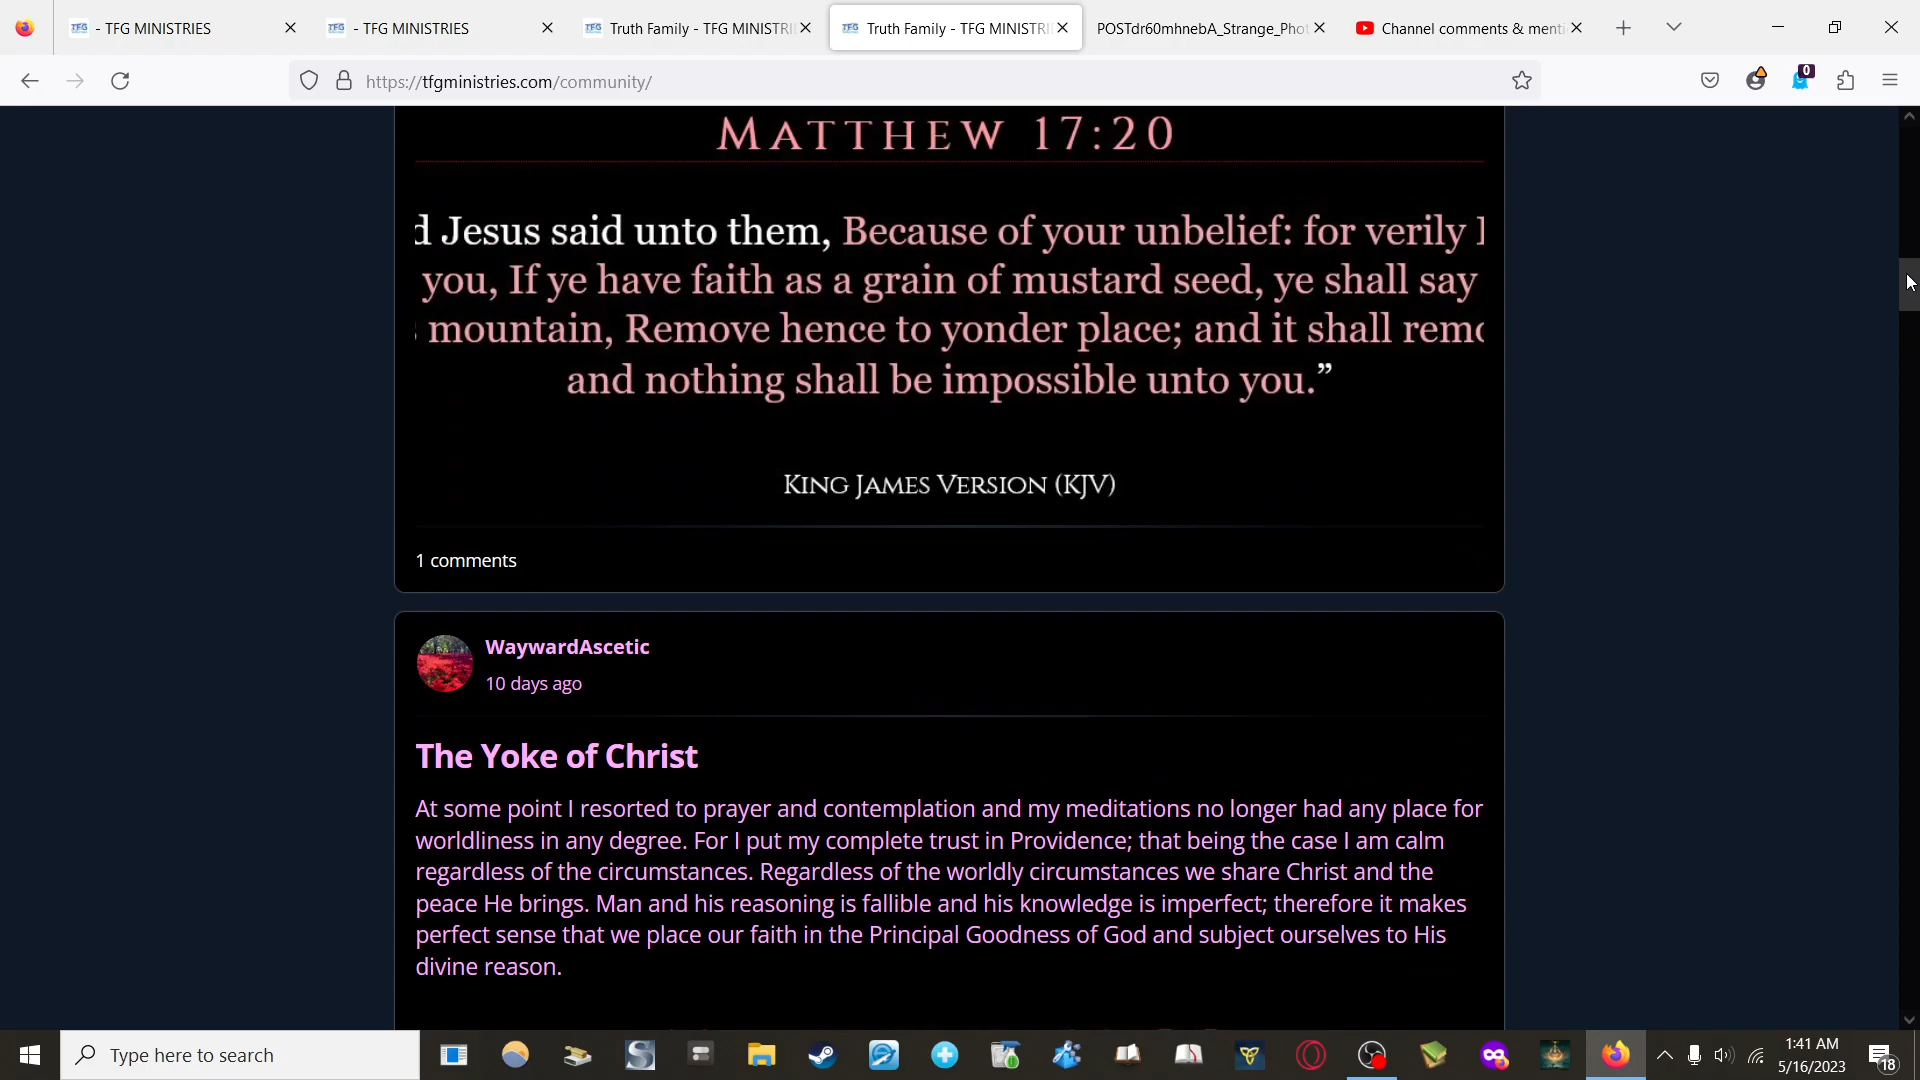 - TFG MINISTRIES
- TFG MINISTRIES
Truth Family - TFG MINISTRI
Truth Family - TFG MINISTRI
POSTdr60mhnebA_Strange_Phot
Channel comments & menti
https://tfgministries.com/community/
0
MATTHEW 17:20
d Jesus said unto them, Because of your unbelief: for verily I
you, If ye have faith as a grain of mustard seed, ye shall say
mountain, Remove hence to yonder place; and it shall remo
and nothing shall be impossible unto you.”
KING JAMES VERSION (KJV)
1 comments
WaywardAscetic
10 days ago
The Yoke of Christ
At some point I resorted to prayer and contemplation and my meditations no longer had any place for
worldliness in any degree. For I put my complete trust in Providence; that being the case I am calm
regardless of the circumstances. Regardless of the worldly circumstances we share Christ and the
peace He brings. Man and his reasoning is fallible and his knowledge is imperfect; therefore it makes
perfect sense that we place our faith in the Principal Goodness of God and subject ourselves to His
divine reason.
Type here to search
1:41 AM
5/16/2023
18